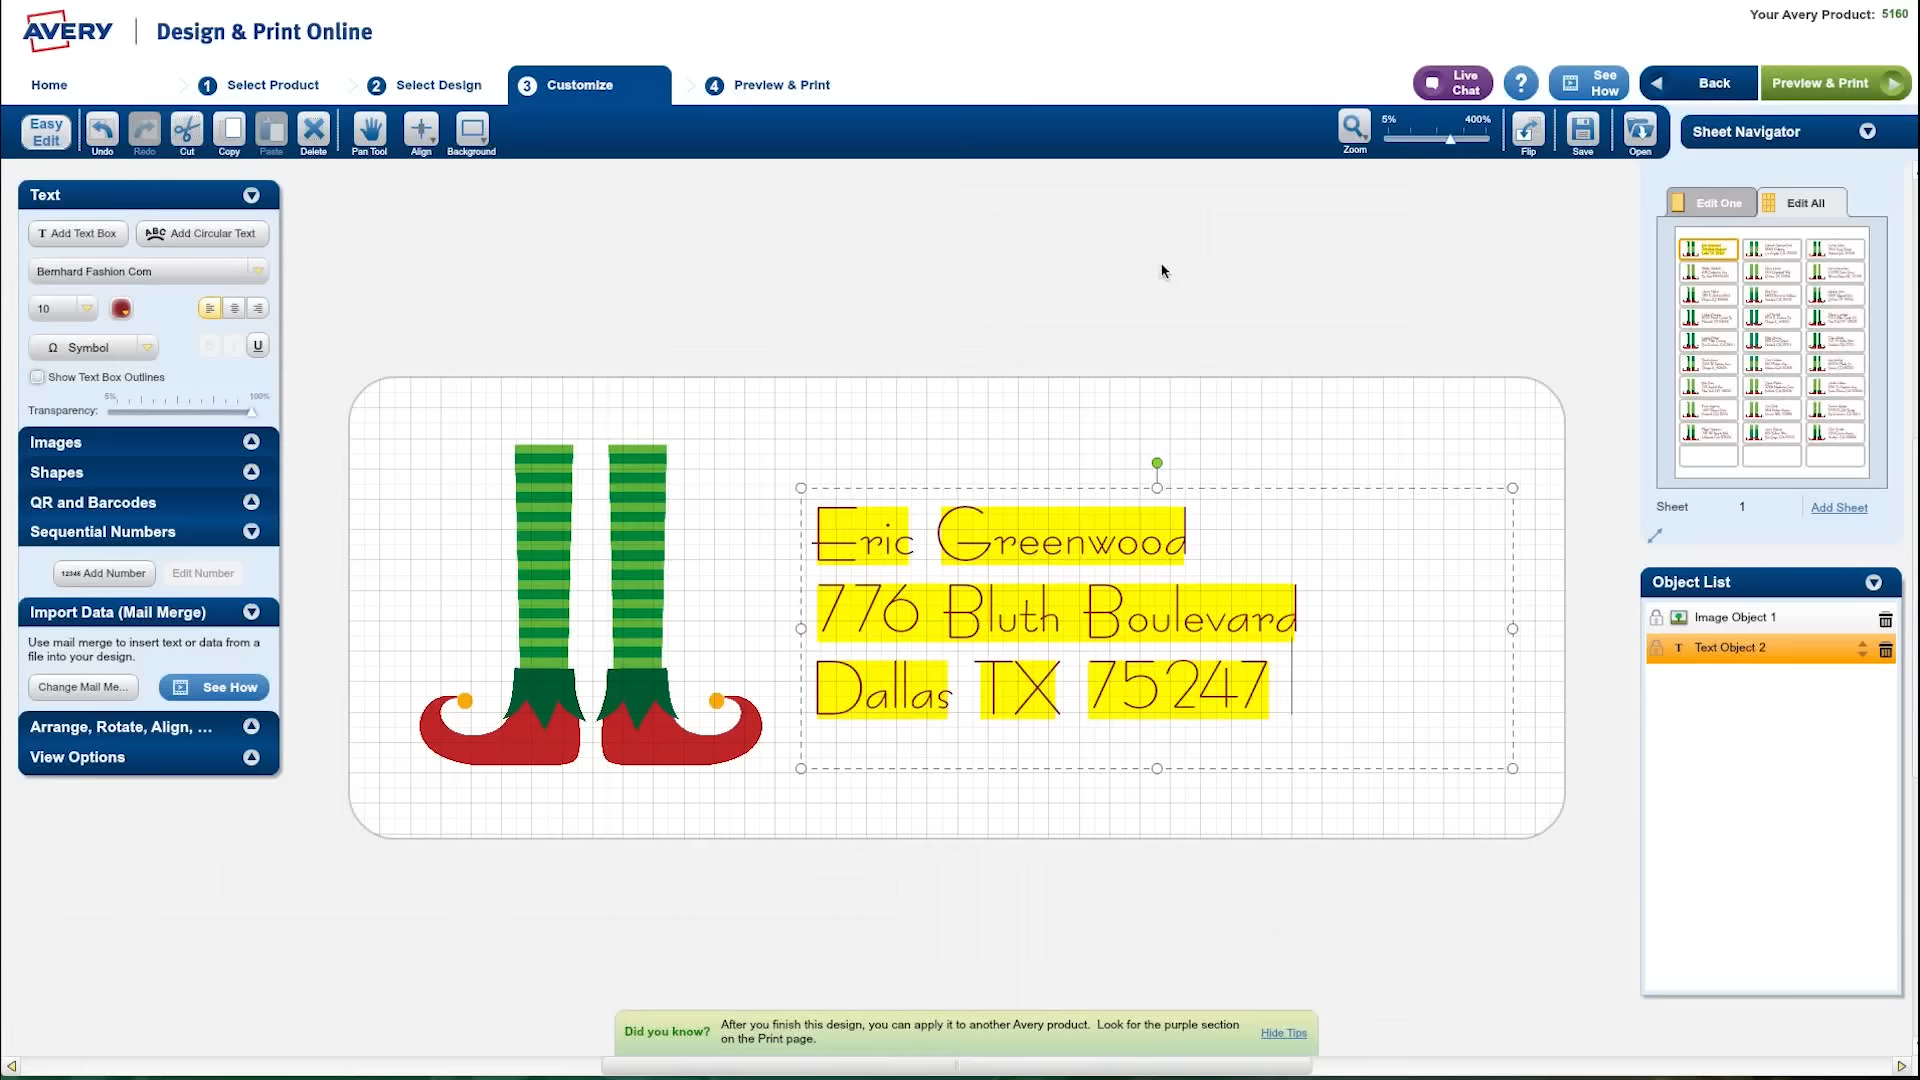 AVERY
Design & Print Online
Your Avery Product: 5160
Home
1 Select Product
2 Select Design
3 Customize
4 Preview & Print
Live Chat
?
See How
Back
Preview & Print
Easy Edit
Undo
Redo
Cut
Copy
Paste
Delete
Pan Tool
Align
Background
Zoom
5%
400%
Flip
Save
Open
Sheet Navigator
Text
T Add Text Box
ABC Add Circular Text
Bernhard Fashion Com
10
Ω Symbol
U
Show Text Box Outlines
Transparency:
5%
100%
Images
Shapes
QR and Barcodes
Sequential Numbers
12345 Add Number
Edit Number
Import Data (Mail Merge)
Use mail merge to insert text or data from a
file into your design.
Change Mail Me...
See How
Arrange, Rotate, Align, ...
View Options
Eric Greenwood
776 Bluth Boulevard
Dallas TX 75247
Edit One
Edit All
Sheet
1
Add Sheet
Object List
Image Object 1
T Text Object 2
Did you know?
After you finish this design, you can apply it to another Avery product. Look for the purple section
on the Print page.
Hide Tips